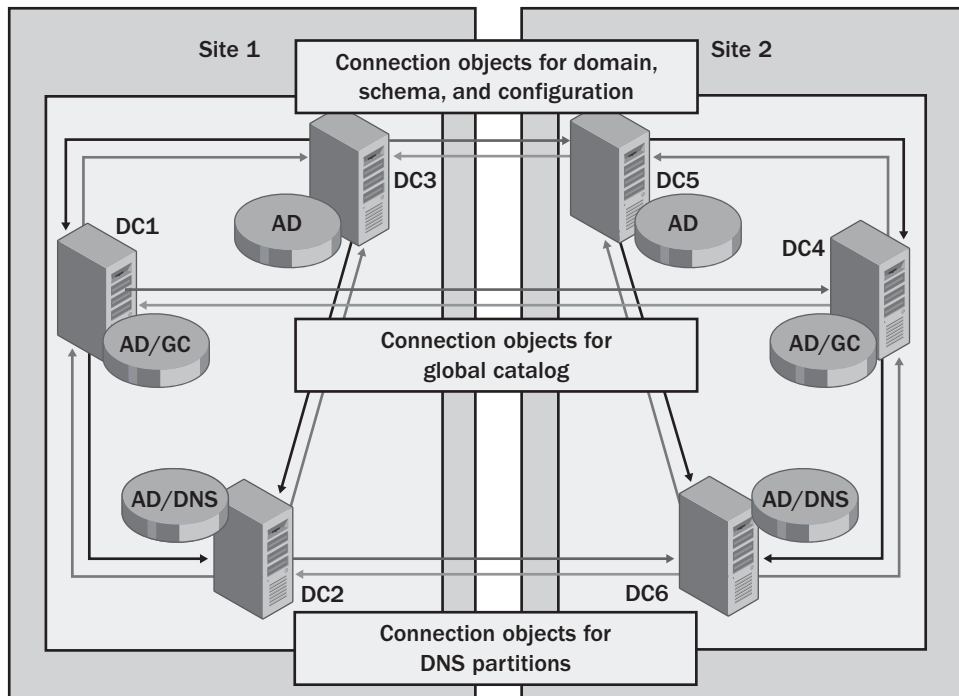 Site 1
Connection objects for domain,
schema, and configuration
Site 2
DC3
DC5
AD
AD
DC1
DC4
AD/GC
AD/GC
Connection objects for
global catalog
AD/DNS
AD/DNS
DC2
DC6
Connection objects for
DNS partitions